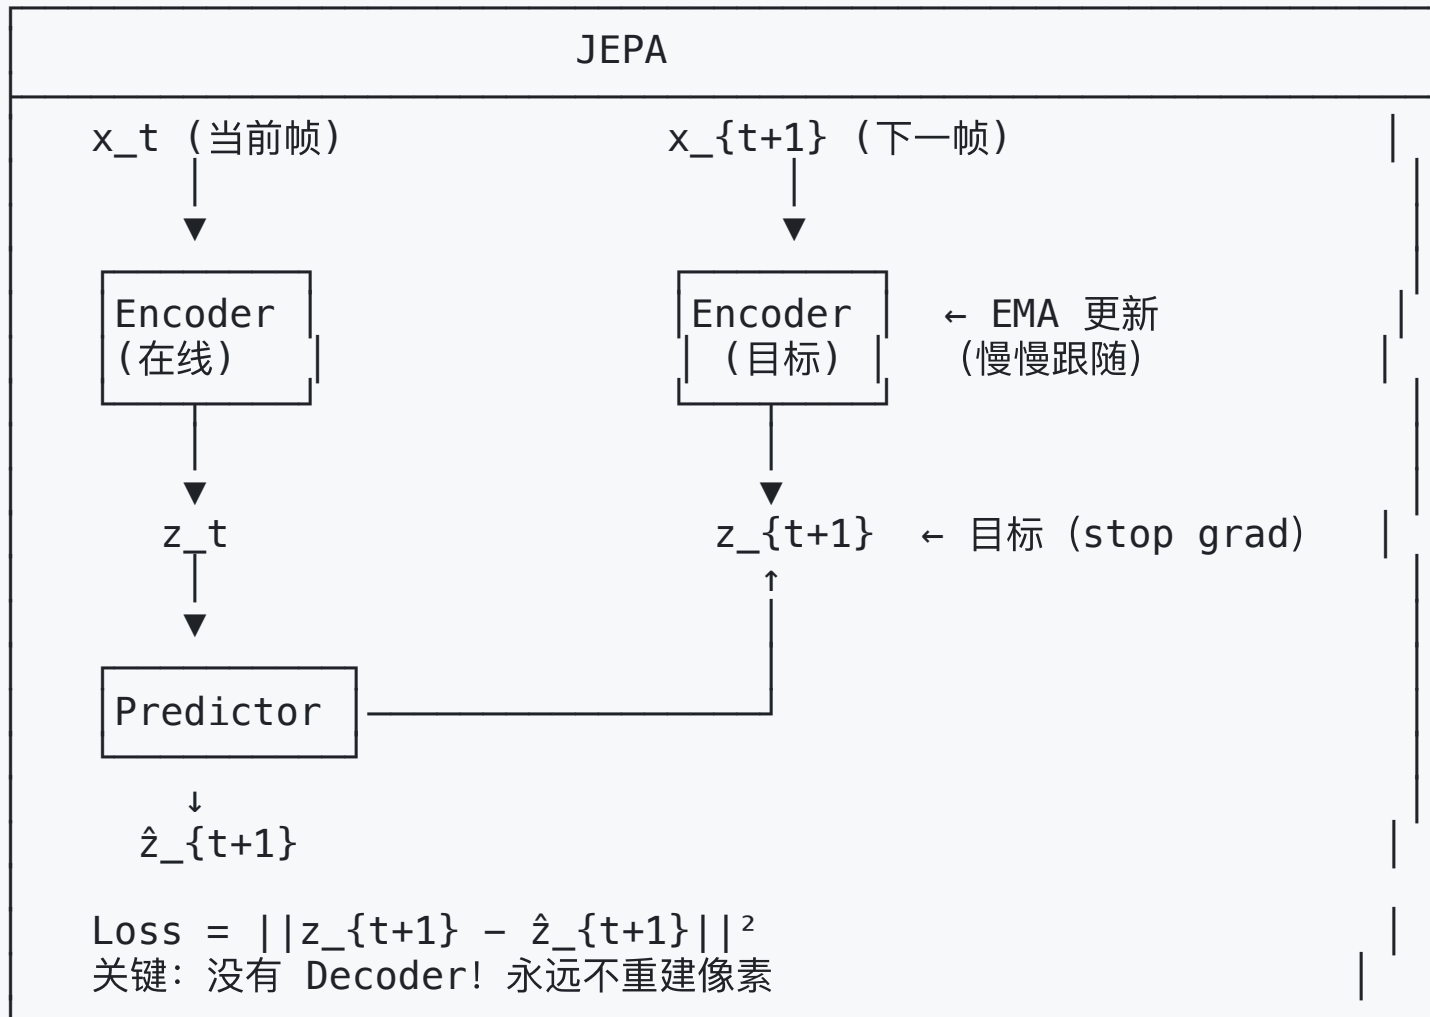 JEPA
x_t (当前帧) x_{t+1} (下一帧)
Encoder Encoder ← EMA 更新
(在线) (目标) (慢慢跟随)
z_t z_{t+1} ← 目标 (stop grad)
Predictor
ẑ_{t+1}
Loss = ||z_{t+1} − ẑ_{t+1}||²
关键: 没有 Decoder! 永远不重建像素